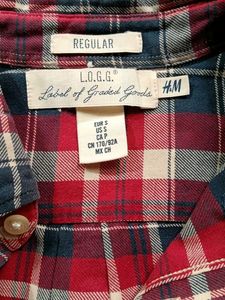 REGULAR
L.O.G.G.®
Label of Graded Goods
H&M
EUR S
US S
CA P
CN 170/92A
MX CH